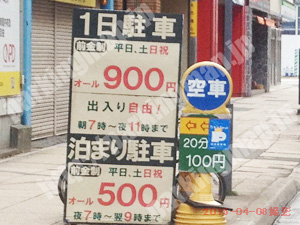 1日駐車
前金制 平日、土日祝
オール 900円
出入り自由!
朝7時〜夜11時まで
泊まり駐車
前金制 平日、土日祝
オール 500円
夜7時〜翌9時まで
空車
20分
100円